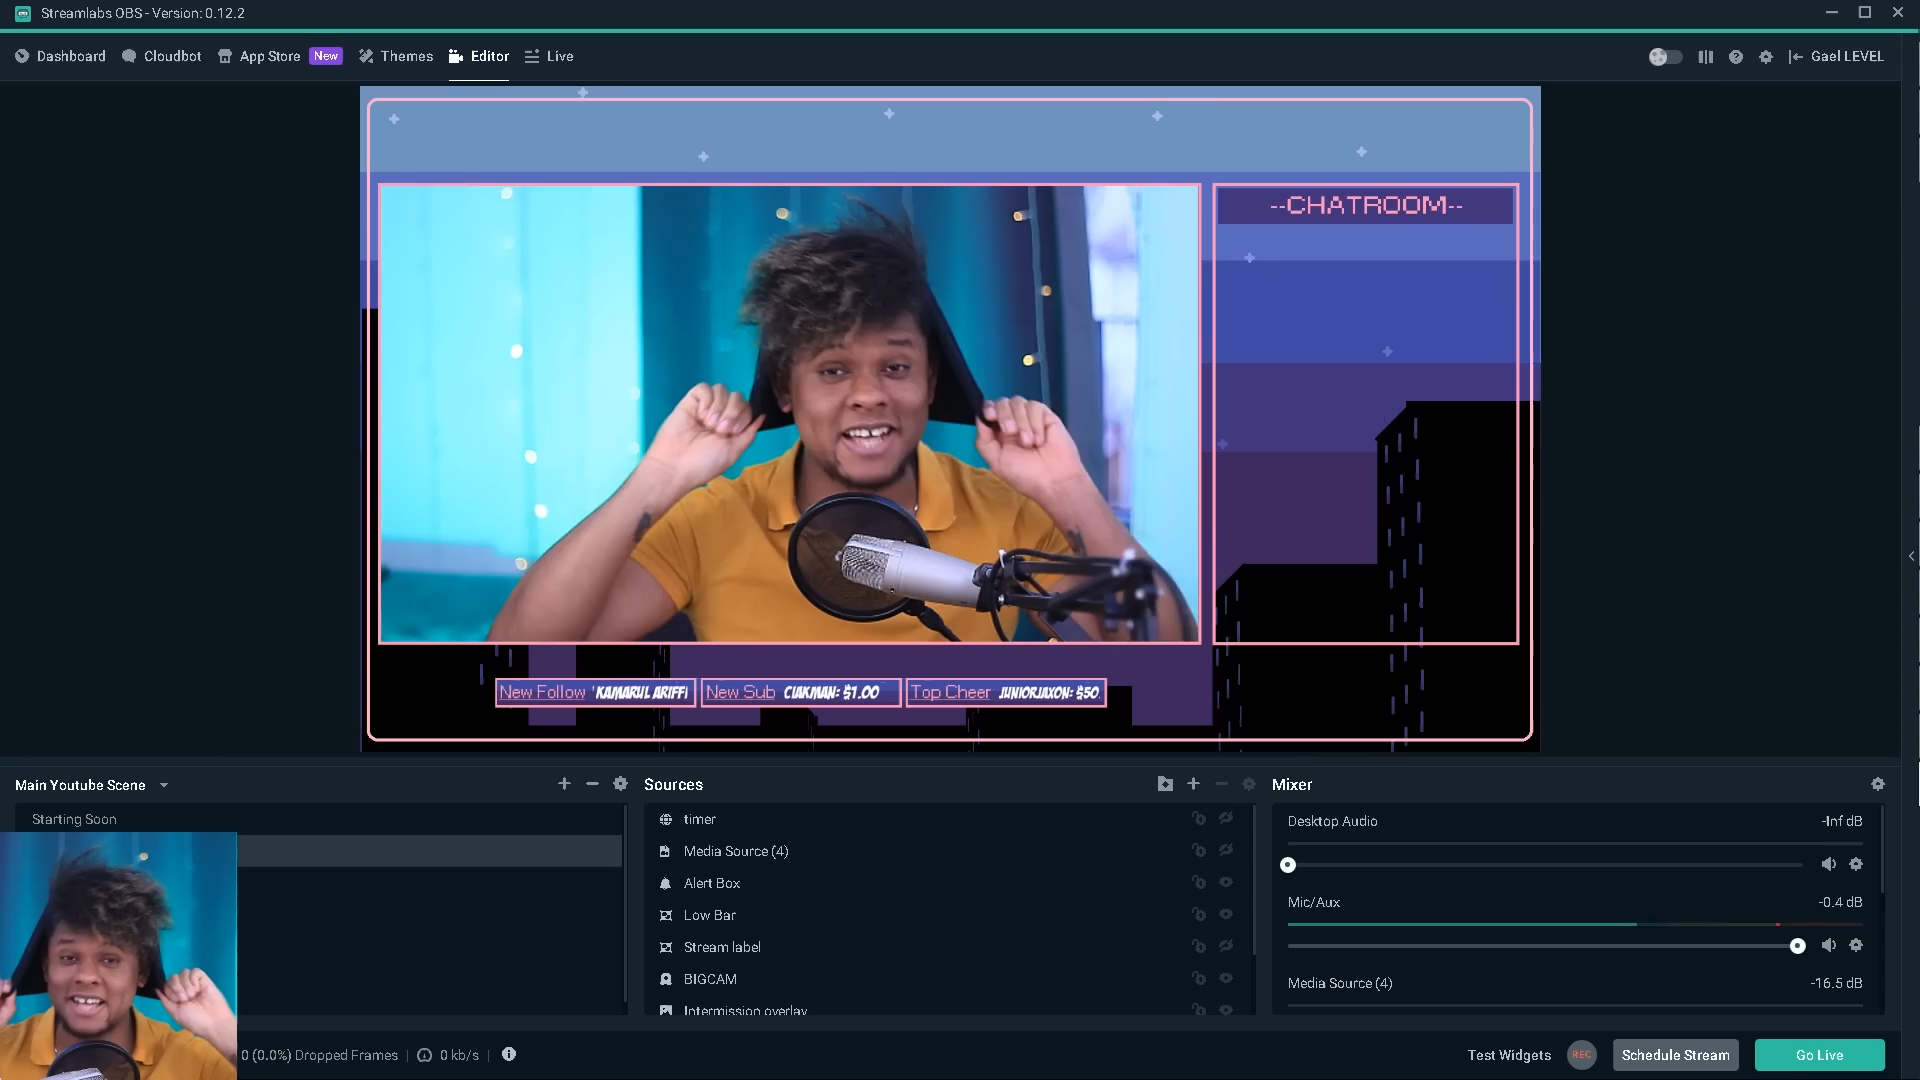 Streamlabs OBS - Version: 0.12.2
Dashboard Cloudbot App Store New Themes Editor Live Gael LEVEL
--CHATROOM--
New Follow 'KAMARUL ARIFFI New Sub CIAKMAN: $1.00 Top Cheer JUNIORJAXON: $50
Main Youtube Scene
Starting Soon
Sources
timer
Media Source (4)
Alert Box
Low Bar
Stream label
BIGCAM
Intermission overlay
Mixer
Desktop Audio -Inf dB
Mic/Aux -0.4 dB
Media Source (4) -16.5 dB
0 (0.0%) Dropped Frames | 0 kb/s |
Test Widgets REC Schedule Stream Go Live